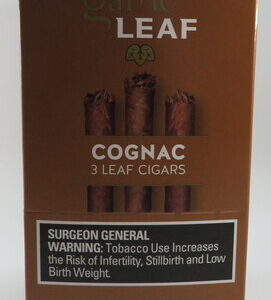 LEAF
COGNAC
3 LEAF CIGARS
SURGEON GENERAL
WARNING: Tobacco Use Increases
the Risk of Infertility, Stillbirth and Low
Birth Weight.